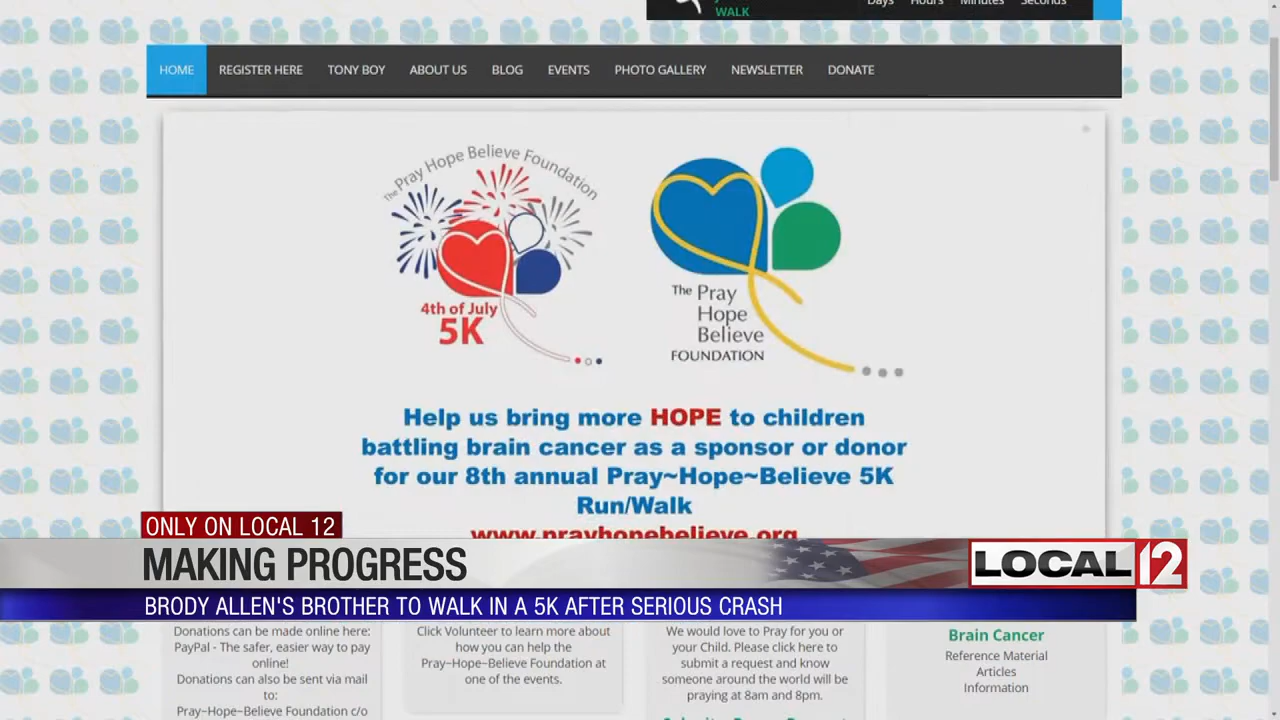 WALK
Days Hours Minutes Seconds
HOME REGISTER HERE TONY BOY ABOUT US BLOG EVENTS PHOTO GALLERY NEWSLETTER DONATE
The Pray Hope Believe Foundation
4th of July
5K
The Pray
Hope
Believe
FOUNDATION
Help us bring more HOPE to children
battling brain cancer as a sponsor or donor
for our 8th annual Pray~Hope~Believe 5K
Run/Walk
www.prayhopebelieve.org
ONLY ON LOCAL 12
MAKING PROGRESS
LOCAL 12
BRODY ALLEN'S BROTHER TO WALK IN A 5K AFTER SERIOUS CRASH
Donations can be made online here:
PayPal - The safer, easier way to pay
online!
Donations can also be sent via mail
to:
Pray~Hope~Believe Foundation c/o
Click Volunteer to learn more about
how you can help the
Pray~Hope~Believe Foundation at
one of the events.
We would love to Pray for you or
your Child. Please click here to
submit a request and know
someone around the world will be
praying at 8am and 8pm.
Brain Cancer
Reference Material
Articles
Information